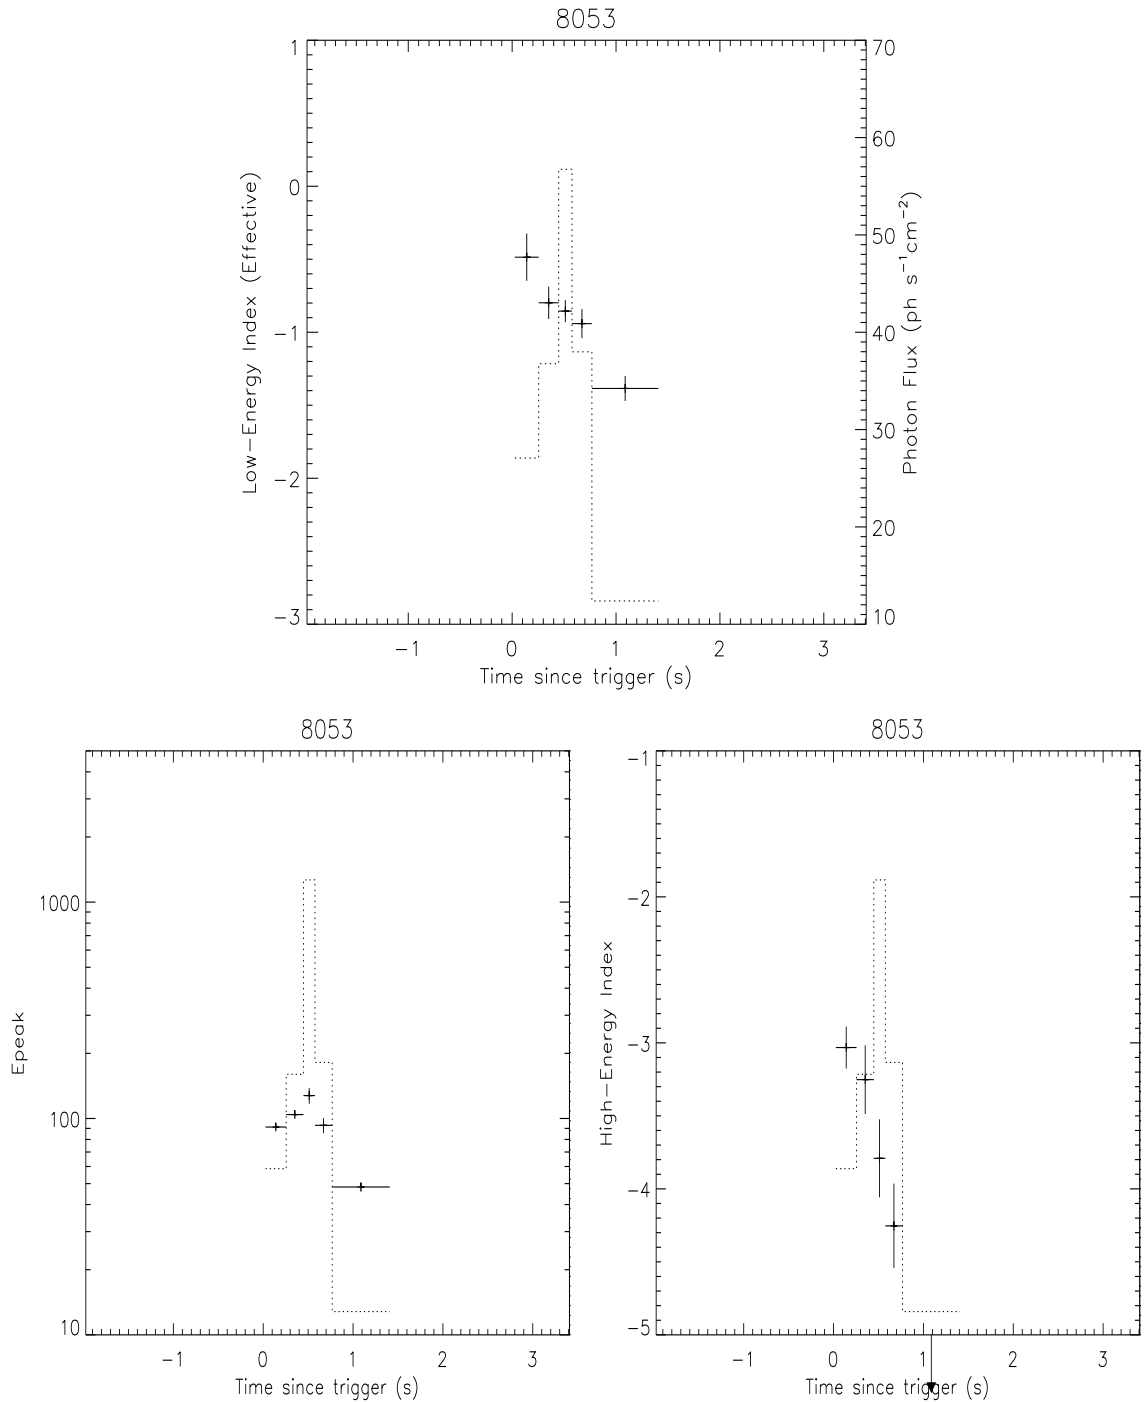 8053
1
0
−1
−2
−3
Low−Energy Index (Effective)
70
60
50
40
30
20
10
Photon Flux (ph s⁻¹cm⁻²)
−1 0 1 2 3
Time since trigger (s)
8053
1000
100
10
Epeak
−1 0 1 2 3
Time since trigger (s)
8053
−1
−2
−3
−4
−5
High−Energy Index
−1 0 1 2 3
Time since trigger (s)